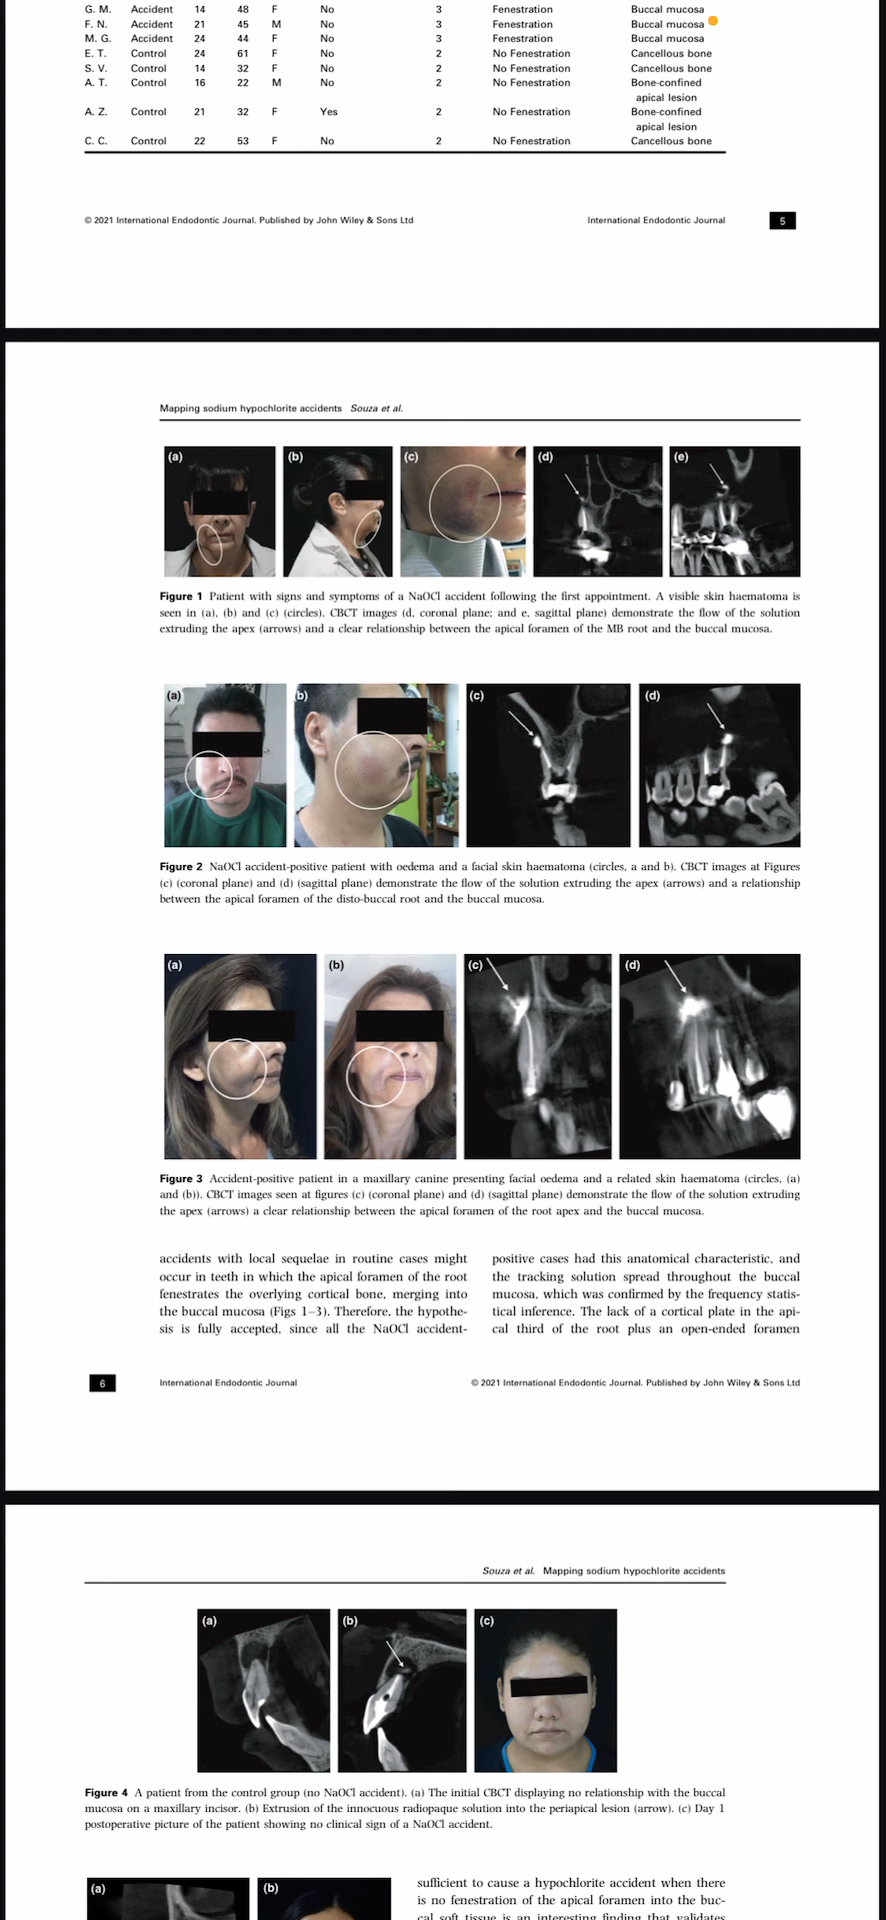 G. M. Accident 14 48 F No 3 Fenestration Buccal mucosa
F. N. Accident 21 45 M No 3 Fenestration Buccal mucosa
M. G. Accident 24 44 F No 3 Fenestration Buccal mucosa
E. T. Control 24 61 F No 2 No Fenestration Cancellous bone
S. V. Control 14 32 F No 2 No Fenestration Cancellous bone
A. T. Control 16 22 M No 2 No Fenestration Bone-confined
apical lesion
A. Z. Control 21 32 F Yes 2 No Fenestration Bone-confined
apical lesion
C. C. Control 22 53 F No 2 No Fenestration Cancellous bone
© 2021 International Endodontic Journal. Published by John Wiley & Sons Ltd International Endodontic Journal 5
Mapping sodium hypochlorite accidents Souza et al.
(a) (b) (c) (d) (e)
Figure 1 Patient with signs and symptoms of a NaOCl accident following the first appointment. A visible skin haematoma is
seen in (a), (b) and (c) (circles). CBCT images (d, coronal plane; and e, sagittal plane) demonstrate the flow of the solution
extruding the apex (arrows) and a clear relationship between the apical foramen of the MB root and the buccal mucosa.
(a) (b) (c) (d)
Figure 2 NaOCl accident-positive patient with oedema and a facial skin haematoma (circles, a and b). CBCT images at Figures
(c) (coronal plane) and (d) (sagittal plane) demonstrate the flow of the solution extruding the apex (arrows) and a relationship
between the apical foramen of the disto-buccal root and the buccal mucosa.
(a) (b) (c) (d)
Figure 3 Accident-positive patient in a maxillary canine presenting facial oedema and a related skin haematoma (circles, (a)
and (b)). CBCT images seen at figures (c) (coronal plane) and (d) (sagittal plane) demonstrate the flow of the solution extruding
the apex (arrows) a clear relationship between the apical foramen of the root apex and the buccal mucosa.
accidents with local sequelae in routine cases might
occur in teeth in which the apical foramen of the root
fenestrates the overlying cortical bone, merging into
the buccal mucosa (Figs 1–3). Therefore, the hypothe-
sis is fully accepted, since all the NaOCl accident-
positive cases had this anatomical characteristic, and
the tracking solution spread throughout the buccal
mucosa, which was confirmed by the frequency statis-
tical inference. The lack of a cortical plate in the api-
cal third of the root plus an open-ended foramen
6 International Endodontic Journal © 2021 International Endodontic Journal. Published by John Wiley & Sons Ltd
Souza et al. Mapping sodium hypochlorite accidents
(a) (b) (c)
Figure 4 A patient from the control group (no NaOCl accident). (a) The initial CBCT displaying no relationship with the buccal
mucosa on a maxillary incisor. (b) Extrusion of the innocuous radiopaque solution into the periapical lesion (arrow). (c) Day 1
postoperative picture of the patient showing no clinical sign of a NaOCl accident.
(a) (b)
sufficient to cause a hypochlorite accident when there
is no fenestration of the apical foramen into the buc-
cal soft tissue is an interesting finding that validates